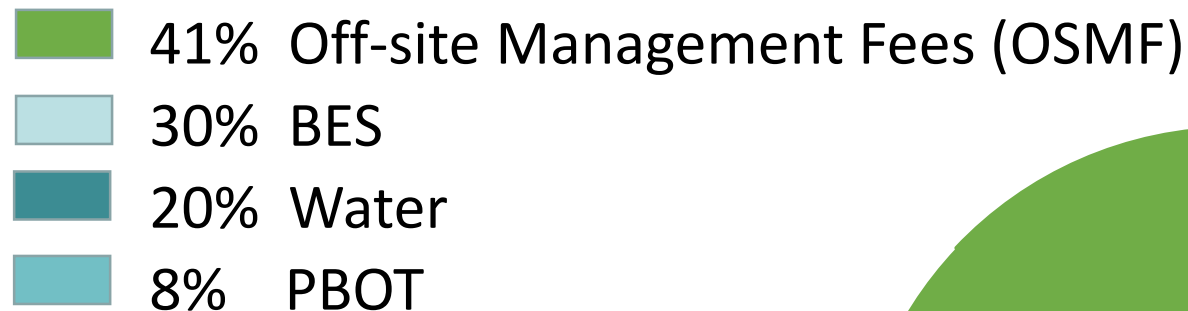 41% Off-site Management Fees (OSMF)
30% BES
20% Water
8% PBOT